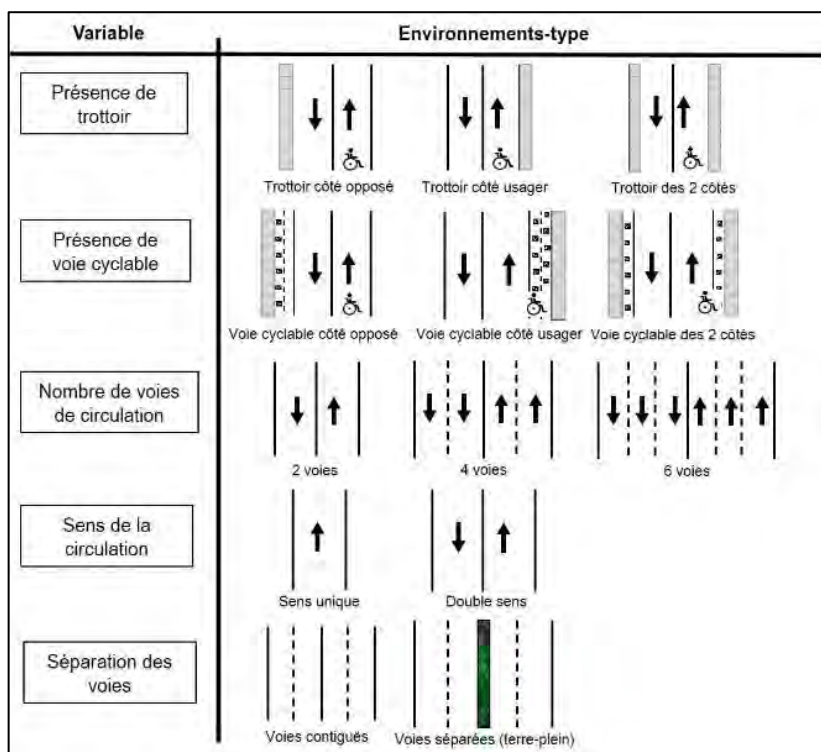 Variable
Environnements-type
Présence de
trottoir
Trottoir côté opposé
Trottoir côté usager
Trottoir des 2 côtés
Présence de
voie cyclable
Voie cyclable côté opposé
Voie cyclable côté usager
Voie cyclable des 2 côtés
Nombre de voies
de circulation
2 voies
4 voies
6 voies
Sens de la
circulation
Sens unique
Double sens
Séparation des
voies
Voies contiguës
Voies séparées (terre-plein)